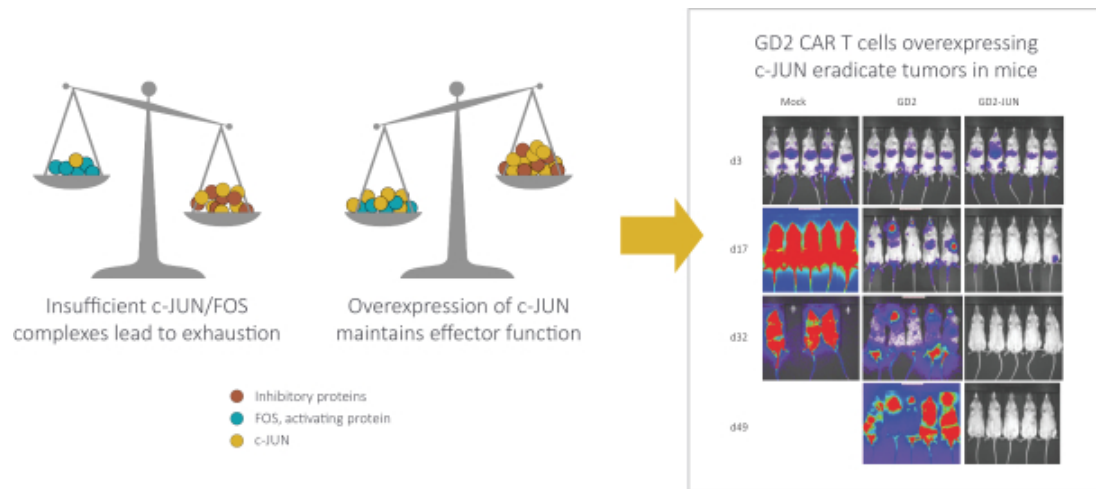 GD2 CAR T cells overexpressing
c-JUN eradicate tumors in mice
Mock
GD2
GD2-JUN
d3
d17
d32
d49
Insufficient c-JUN/FOS
complexes lead to exhaustion
Overexpression of c-JUN
maintains effector function
Inhibitory proteins
FOS, activating protein
c-JUN